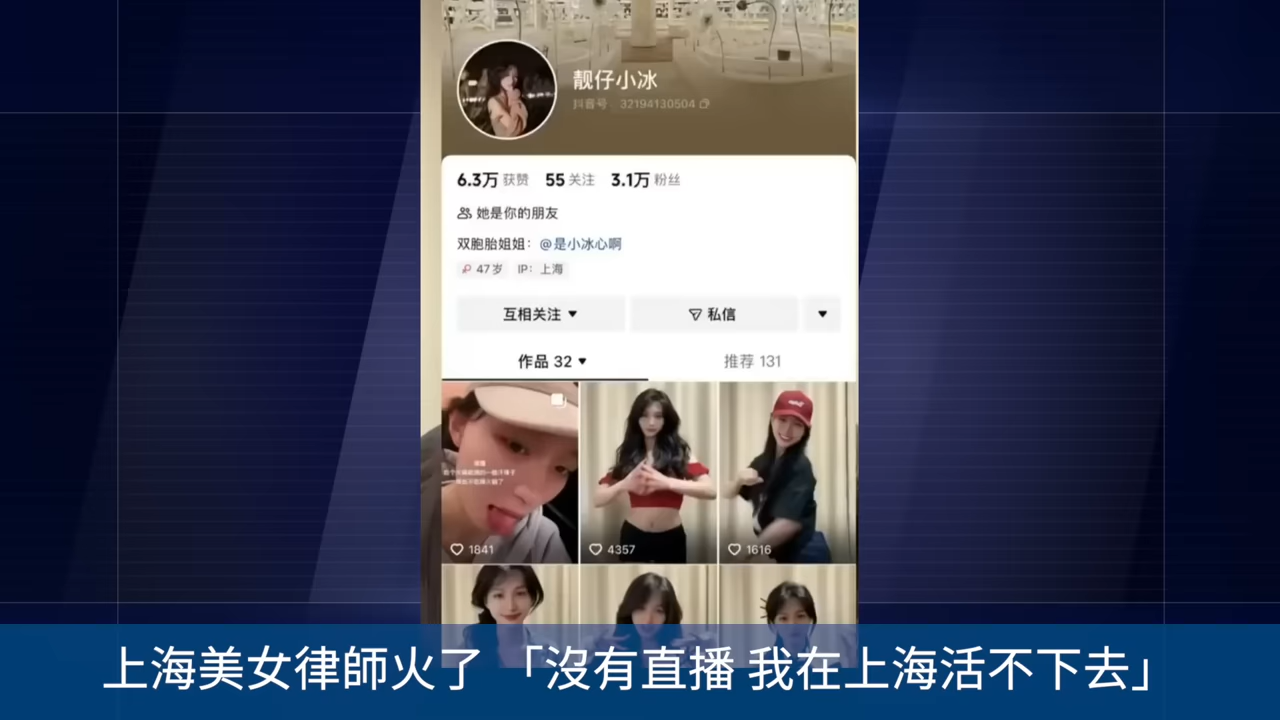 靓仔小冰
抖音号： 32194130504
6.3万 获赞 55 关注 3.1万 粉丝
她是你的朋友
双胞胎姐姐：@是小冰心啊
47岁 IP：上海
互相关注 私信
作品 32 推荐 131
1841 4357 1616
上海美女律師火了 「沒有直播 我在上海活不下去」